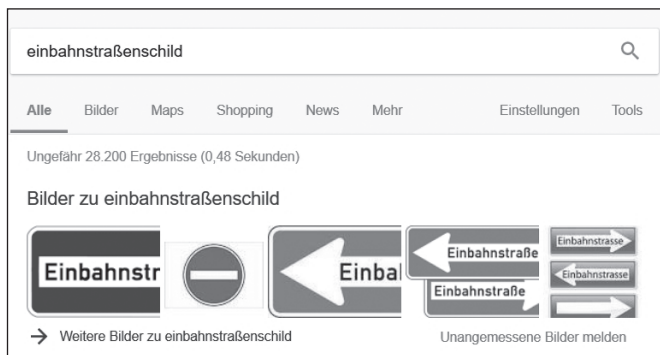 einbahnstraßenschild
Alle Bilder Maps Shopping News Mehr Einstellungen Tools
Ungefähr 28.200 Ergebnisse (0,48 Sekunden)
Bilder zu einbahnstraßenschild
Einbahnstr
Einbal
Einbahnstraße
Einbahnstraße
Einbahnstrasse
Einbahnstrasse
→ Weitere Bilder zu einbahnstraßenschild Unangemessene Bilder melden